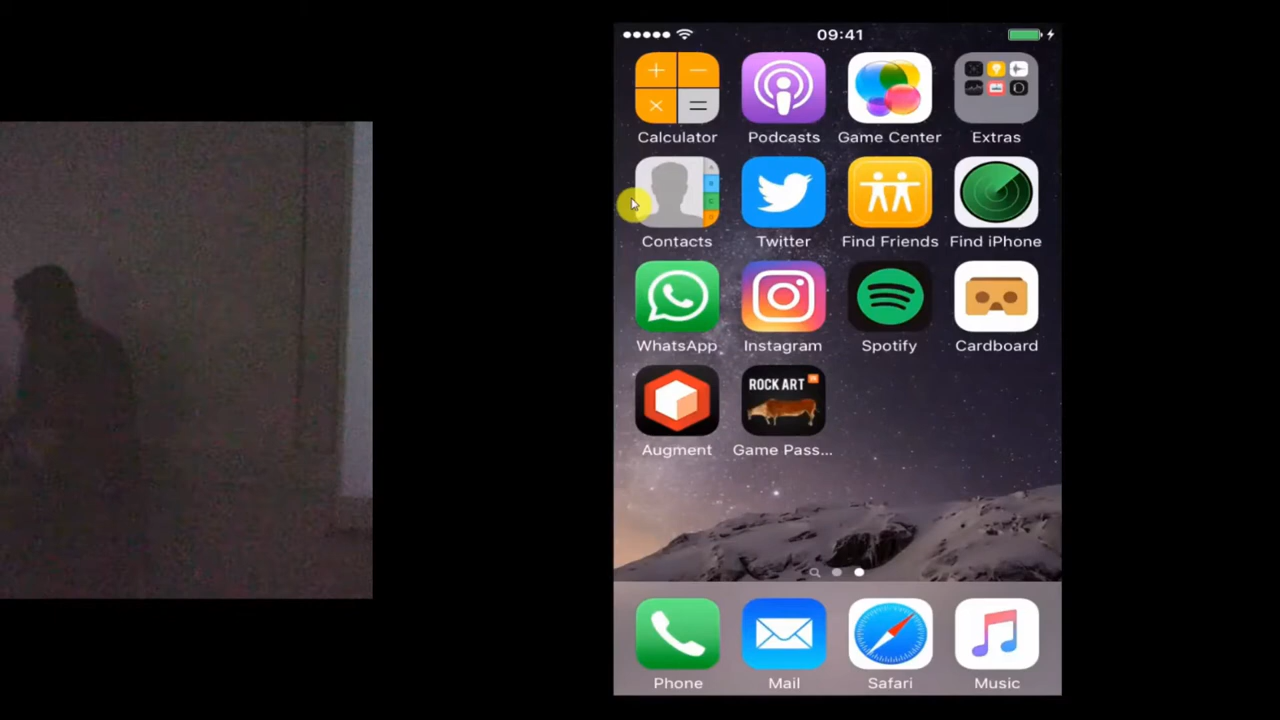 09:41
Calculator Podcasts Game Center Extras
Contacts Twitter Find Friends Find iPhone
WhatsApp Instagram Spotify Cardboard
ROCK ART
Augment Game Pass...
Phone Mail Safari Music